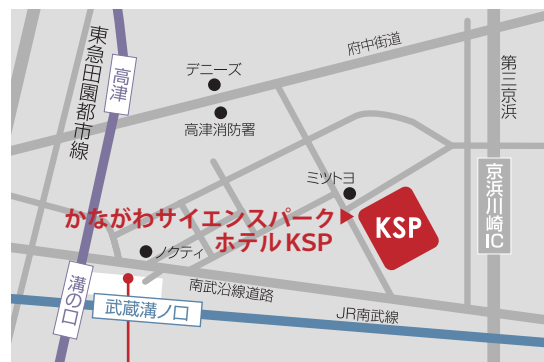 東急田園都市線
高津
デニーズ
高津消防署
府中街道
第三京浜
ミツトヨ
かながわサイエンスパーク
ホテルKSP
KSP
京浜川崎IC
ノクティ
溝の口
南武沿線道路
武蔵溝ノ口
JR南武線